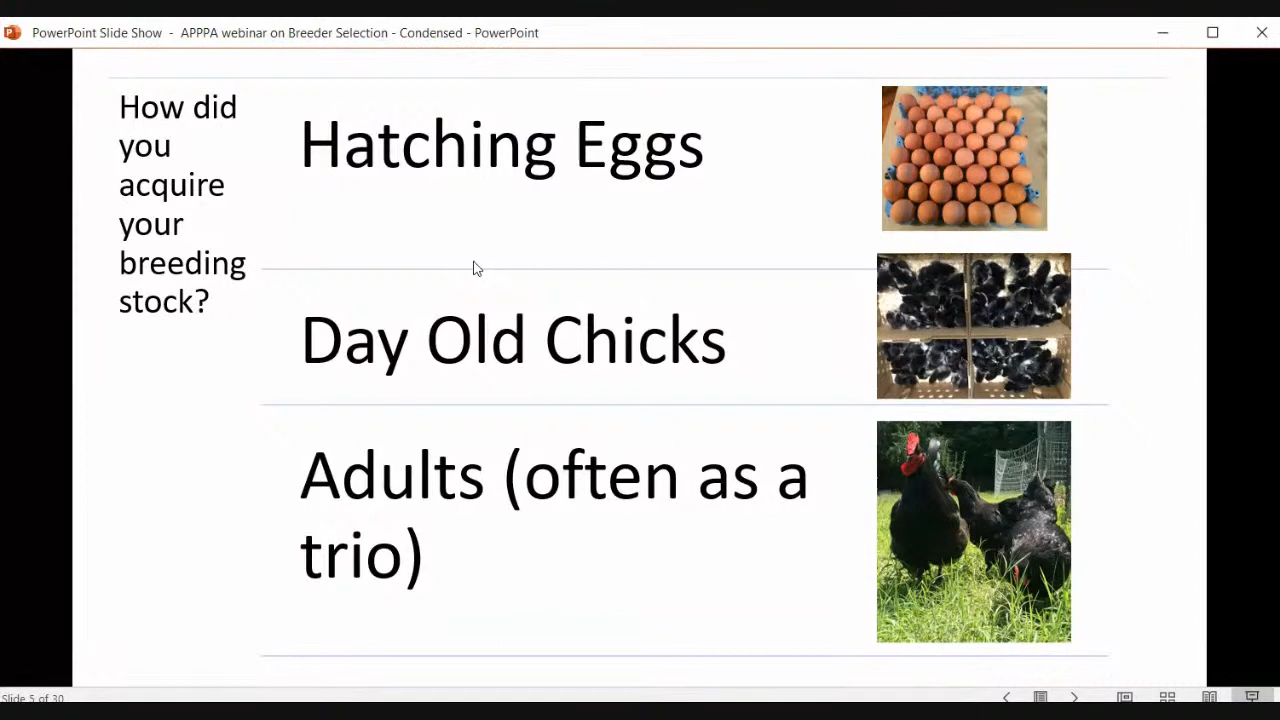 PowerPoint Slide Show - APPPA webinar on Breeder Selection - Condensed - PowerPoint
How did
you
acquire
your
breeding
stock?
Hatching Eggs
Day Old Chicks
Adults (often as a
trio)
Slide 5 of 30